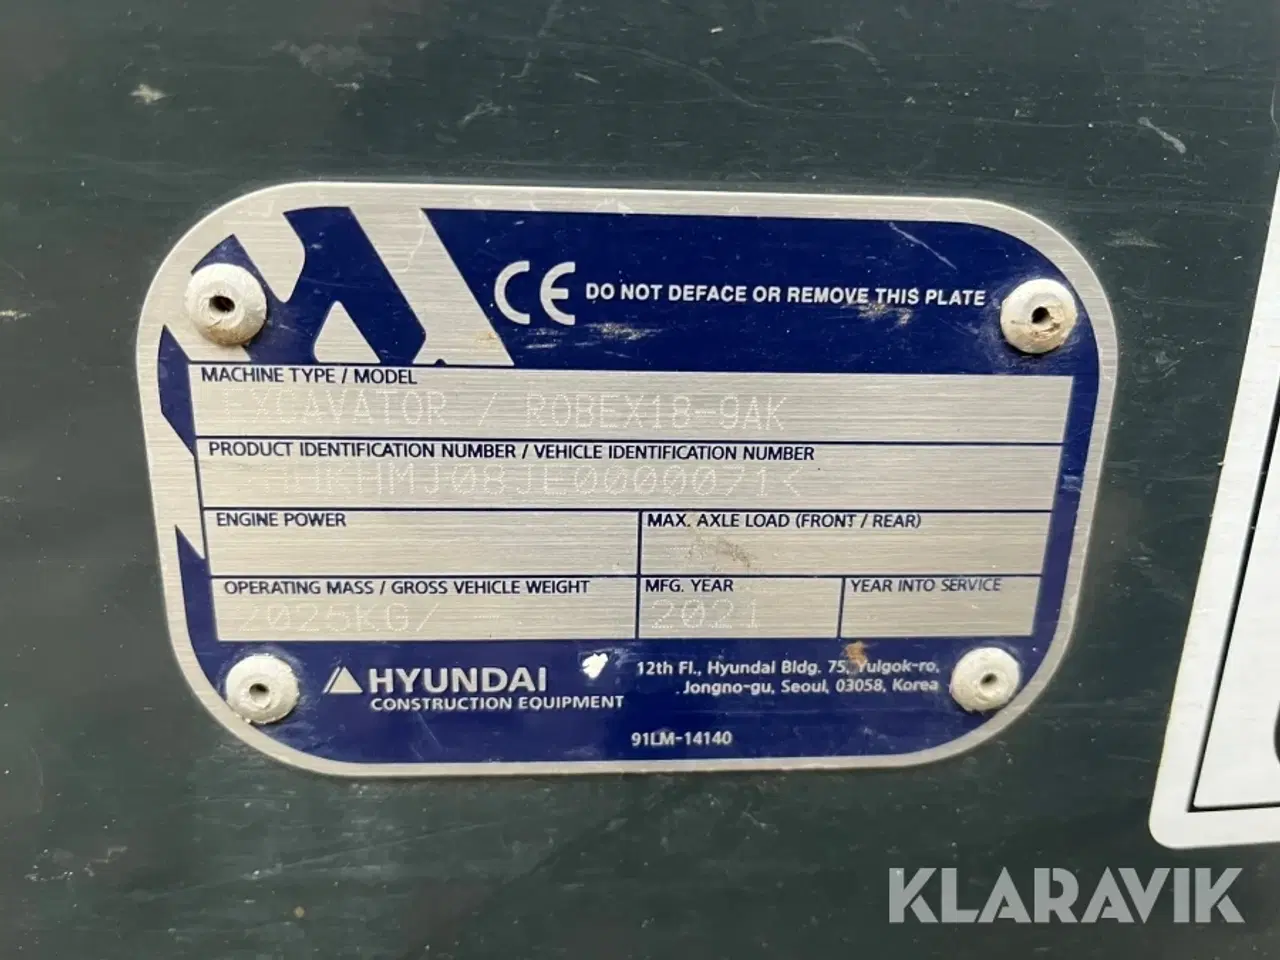 CE DO NOT DEFACE OR REMOVE THIS PLATE
MACHINE TYPE / MODEL
EXCAVATOR / ROBEX18-9AK
PRODUCT IDENTIFICATION NUMBER / VEHICLE IDENTIFICATION NUMBER
ENGINE POWER
MAX. AXLE LOAD (FRONT / REAR)
OPERATING MASS / GROSS VEHICLE WEIGHT
2025KG/ -
MFG. YEAR
2021
YEAR INTO SERVICE
HYUNDAI
CONSTRUCTION EQUIPMENT
12th Fl., Hyundai Bldg. 75, Yulgok-ro,
Jongno-gu, Seoul, 03058, Korea
91LM-14140
KLARAVIK